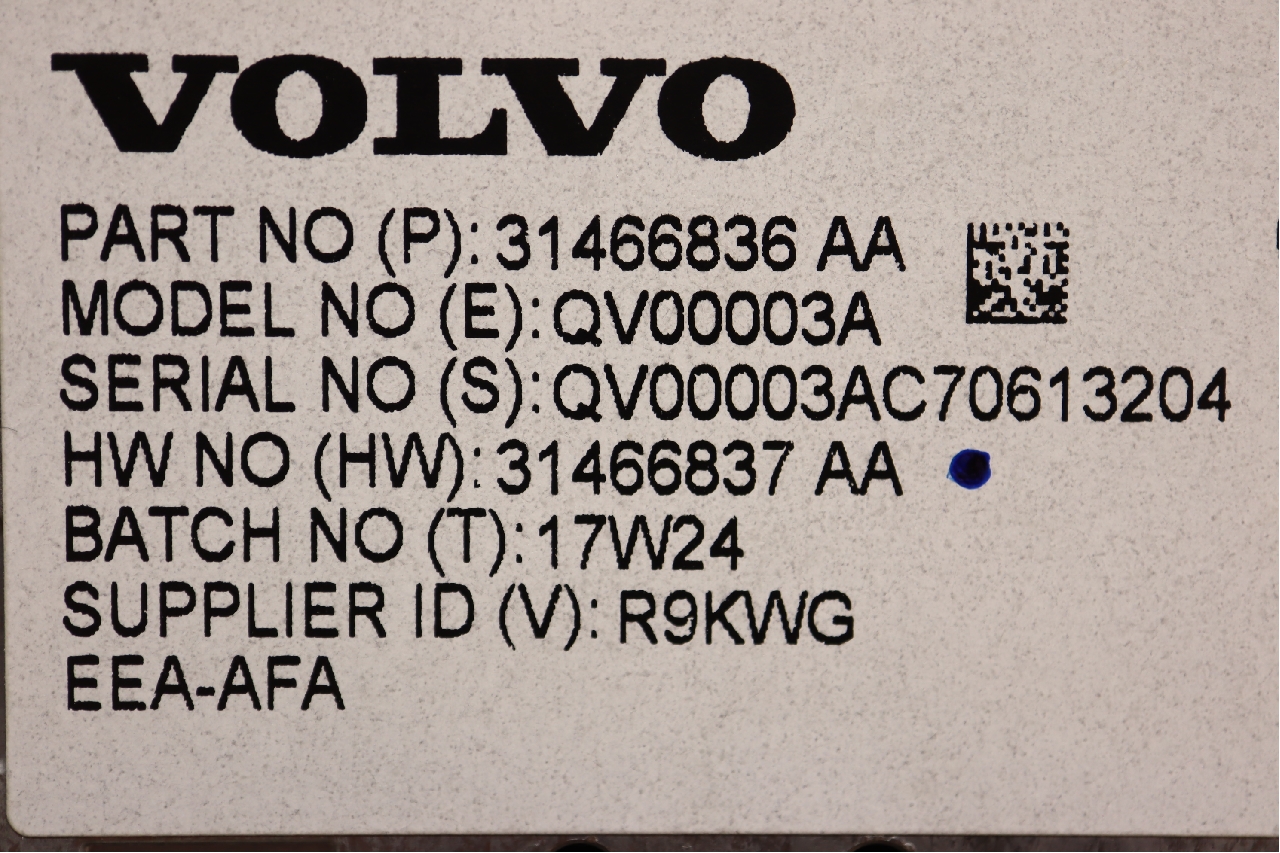 VOLVO
PART NO (P): 31466836 AA
MODEL NO (E): QV00003A
SERIAL NO (S): QV00003AC70613204
HW NO (HW): 31466837 AA
BATCH NO (T): 17W24
SUPPLIER ID (V): R9KWG
EEA-AFA